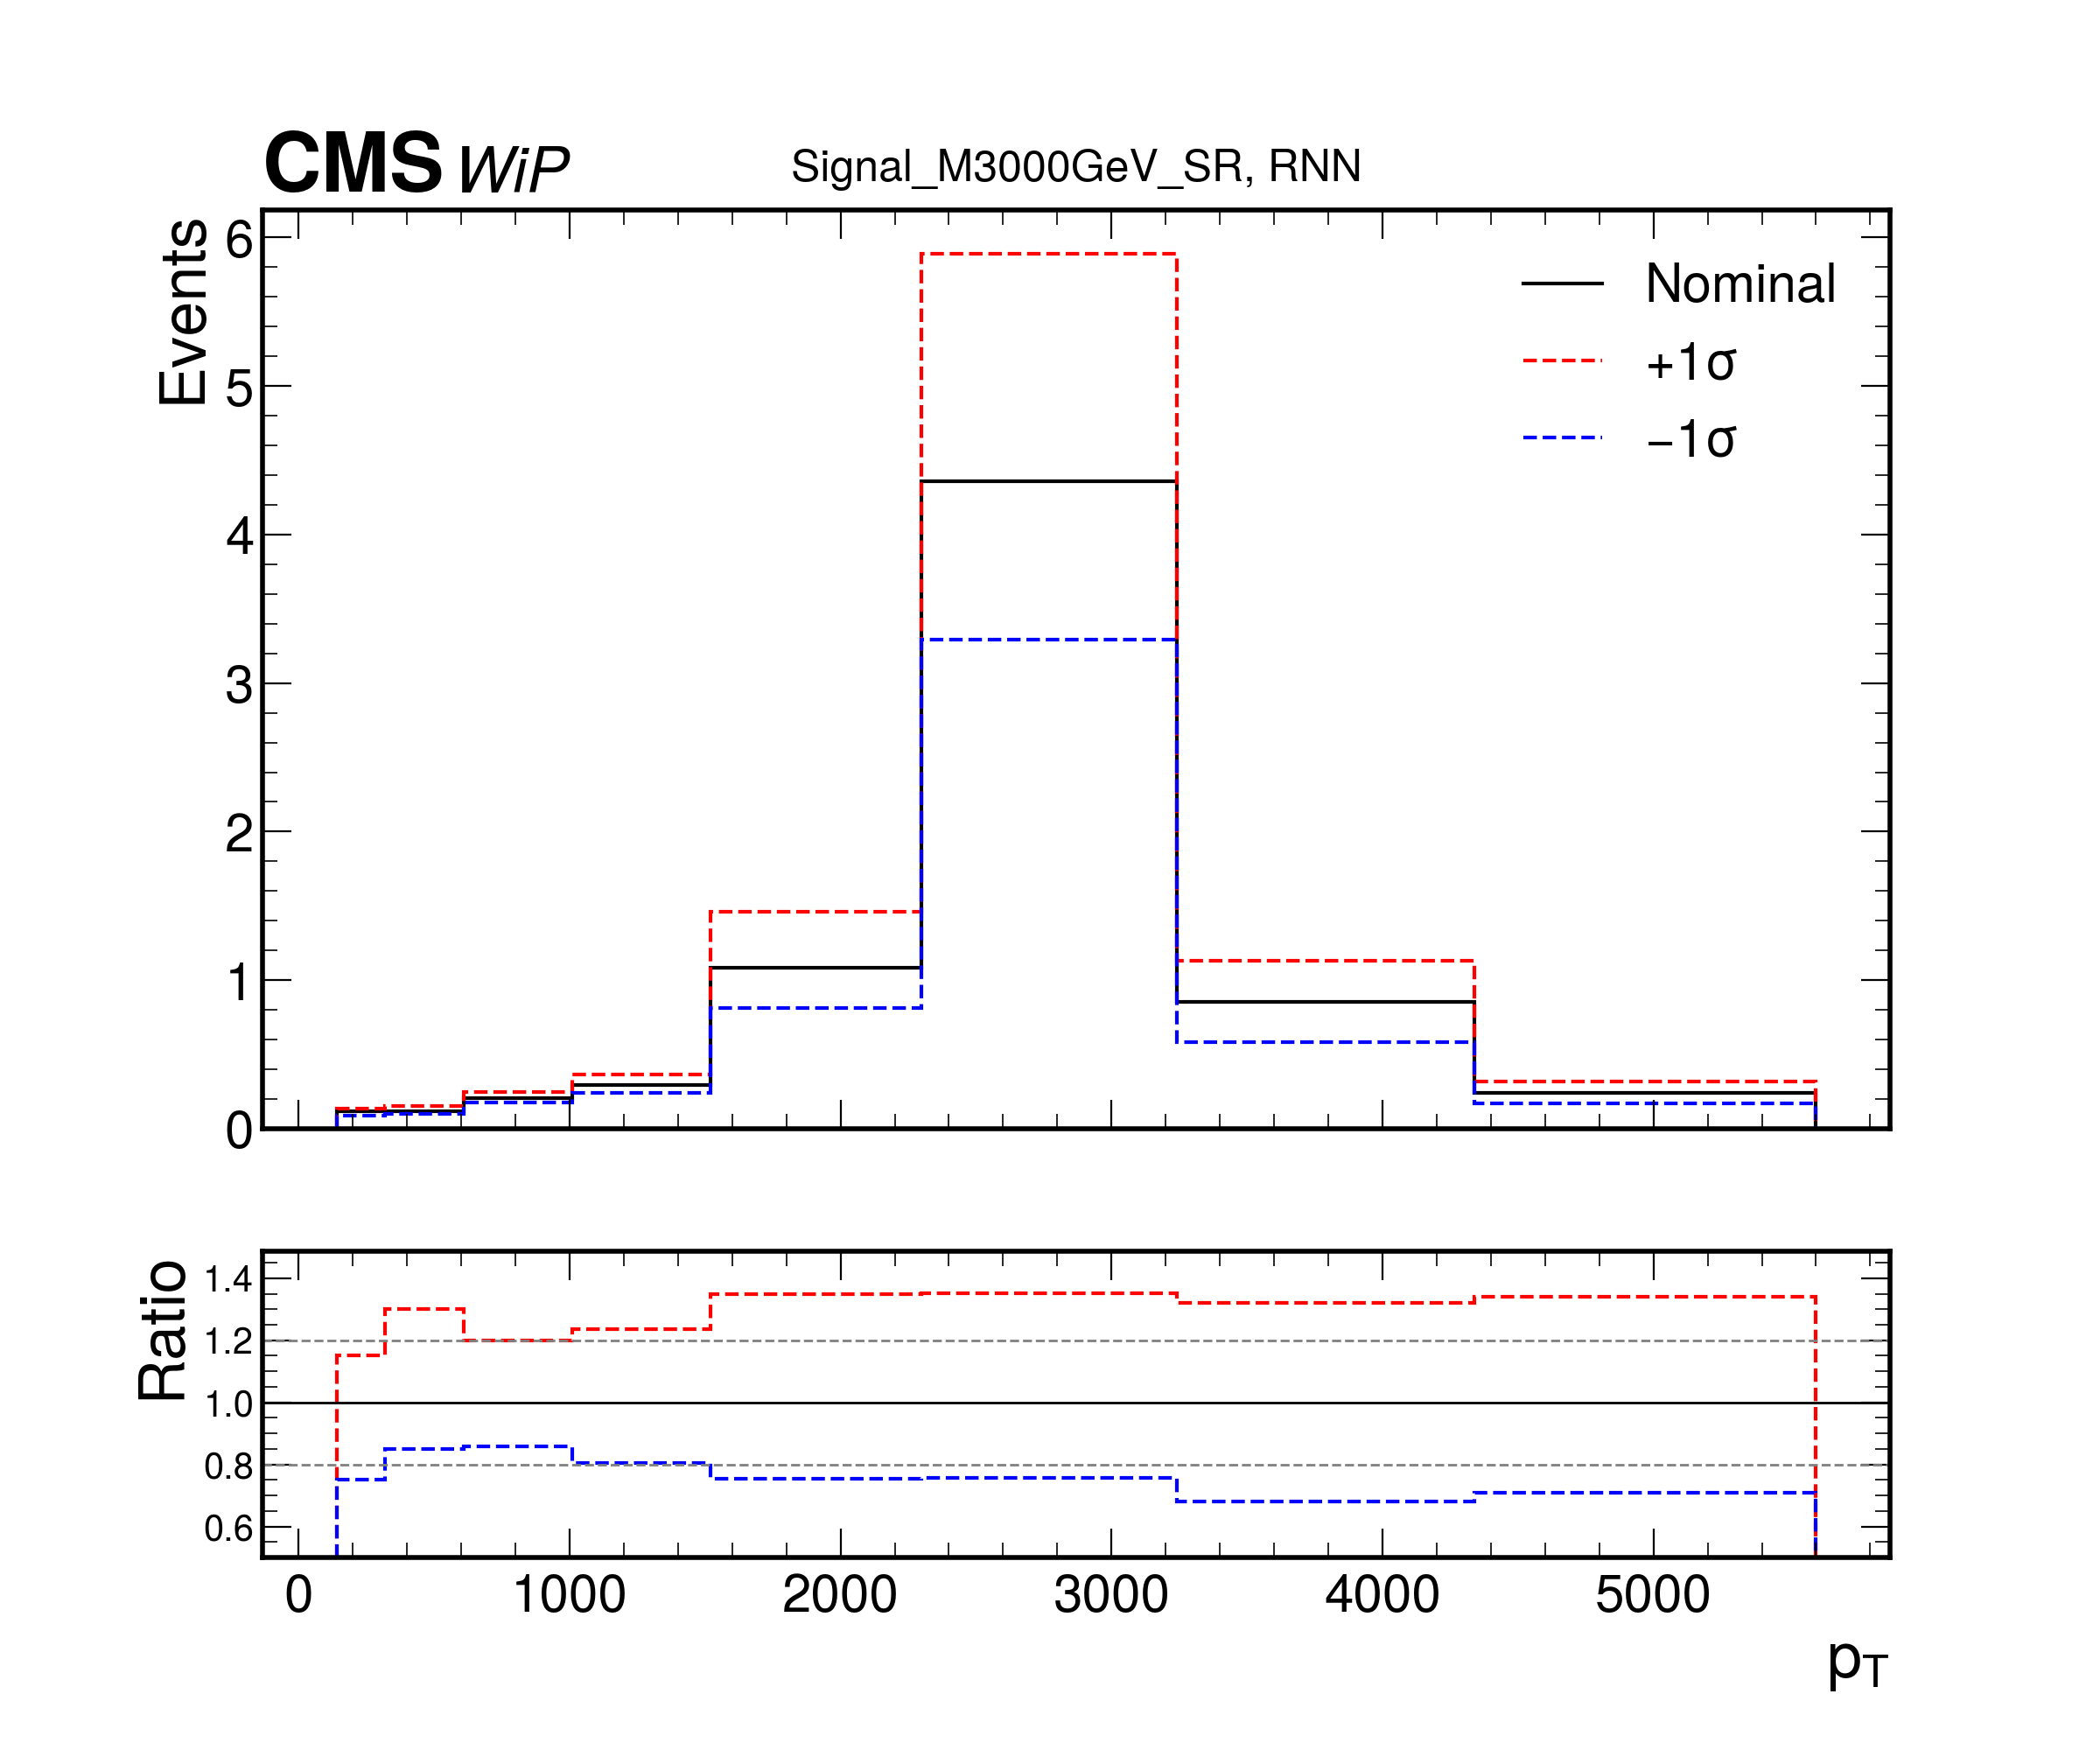 CMS WiP Signal_M3000GeV_SR, RNN
Events
6
5
4
3
2
1
0
Nominal
+1σ
−1σ
Ratio
1.4
1.2
1.0
0.8
0.6
0 1000 2000 3000 4000 5000
pT